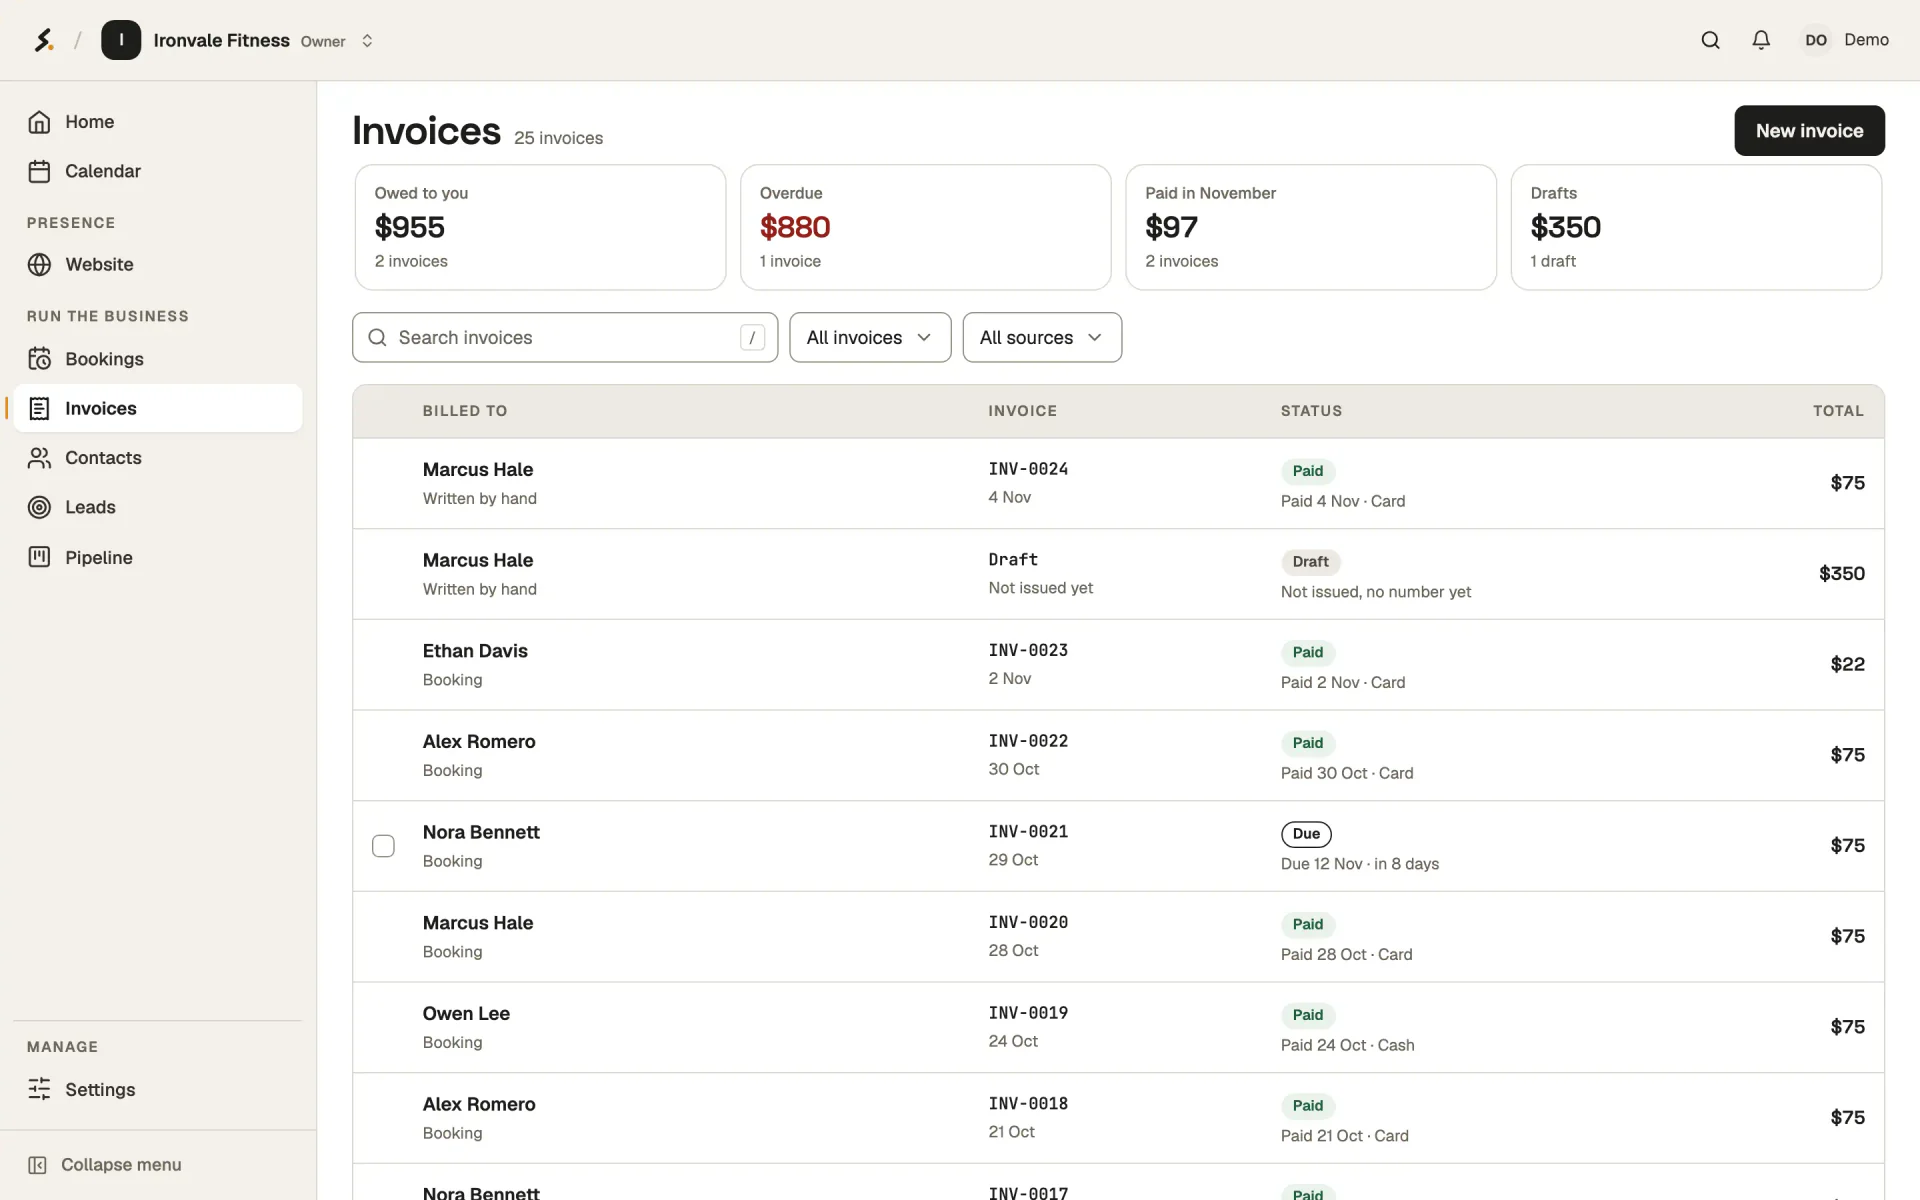 /
I
Ironvale Fitness Owner
DO Demo
Home
Calendar
PRESENCE
Website
RUN THE BUSINESS
Bookings
Invoices
Contacts
Leads
Pipeline
MANAGE
Settings
Collapse menu
Invoices 25 invoices
New invoice
Owed to you
$955
2 invoices
Overdue
$880
1 invoice
Paid in November
$97
2 invoices
Drafts
$350
1 draft
Search invoices /
All invoices
All sources
BILLED TO INVOICE STATUS TOTAL
Marcus Hale INV-0024 Paid $75
Written by hand 4 Nov Paid 4 Nov · Card
Marcus Hale Draft Draft $350
Written by hand Not issued yet Not issued, no number yet
Ethan Davis INV-0023 Paid $22
Booking 2 Nov Paid 2 Nov · Card
Alex Romero INV-0022 Paid $75
Booking 30 Oct Paid 30 Oct · Card
Nora Bennett INV-0021 Due $75
Booking 29 Oct Due 12 Nov · in 8 days
Marcus Hale INV-0020 Paid $75
Booking 28 Oct Paid 28 Oct · Card
Owen Lee INV-0019 Paid $75
Booking 24 Oct Paid 24 Oct · Cash
Alex Romero INV-0018 Paid $75
Booking 21 Oct Paid 21 Oct · Card
Nora Bennett INV-0017 Paid